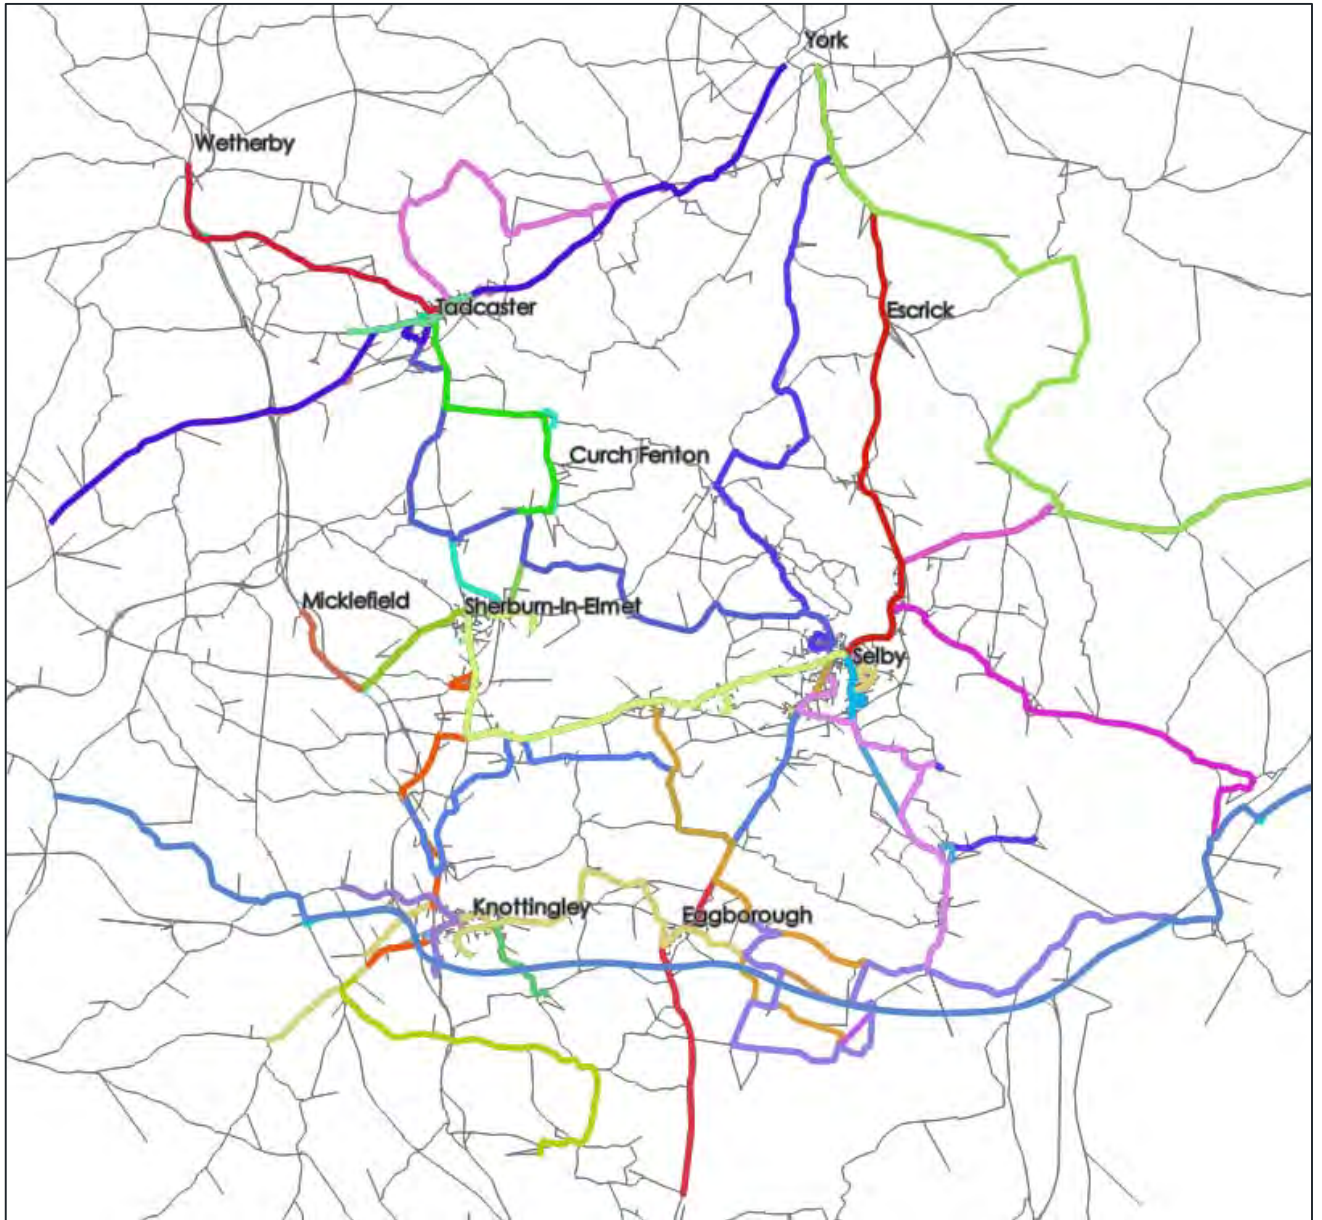 York
Wetherby
Tadcaster
Escrick
Curch Fenton
Micklefield
Sherburn-In-Elmet
Selby
Knottingley
Eggborough